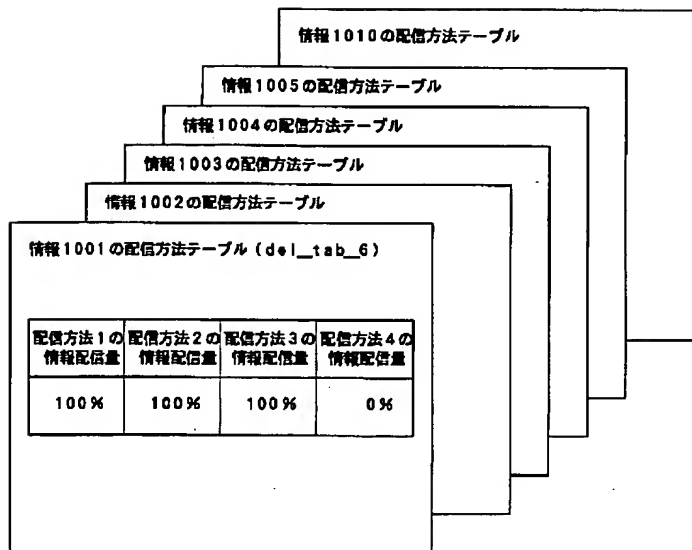 情報1010の配信方法テーブル
情報1005の配信方法テーブル
情報1004の配信方法テーブル
情報1003の配信方法テーブル
情報1002の配信方法テーブル
情報1001の配信方法テーブル(del_tab_6)
配信方法1の 配信方法2の 配信方法3の 配信方法4の
情報配信量 情報配信量 情報配信量 情報配信量
100% 100% 100% 0%